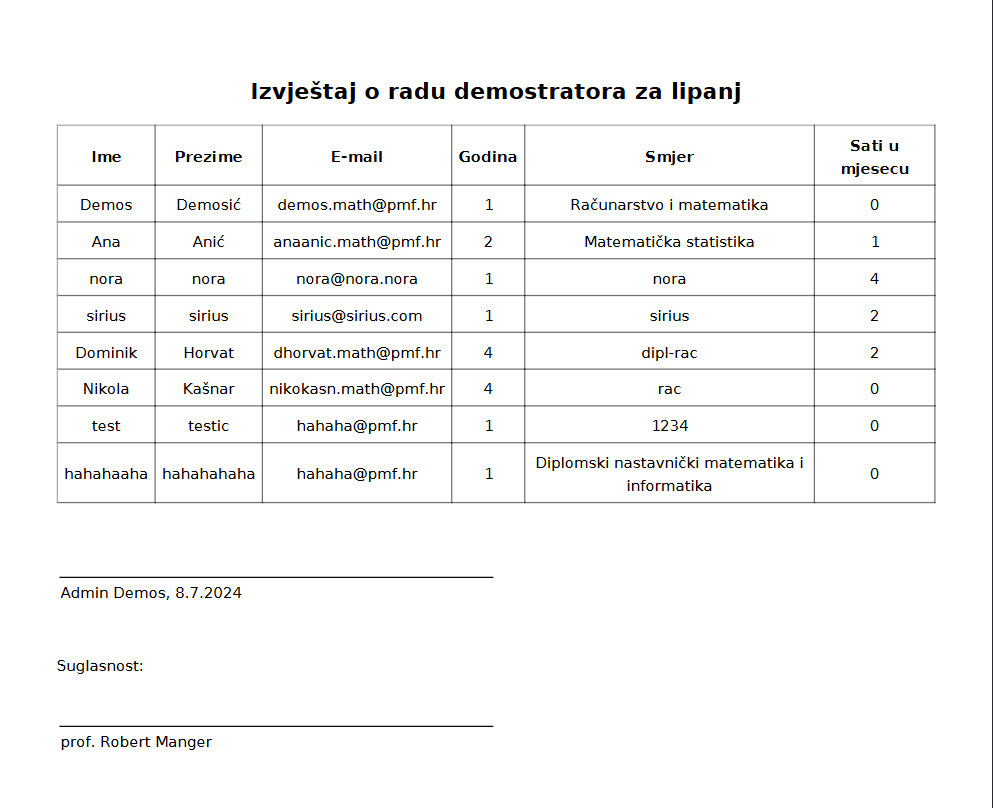 Izvještaj o radu demostratora za lipanj
Ime Prezime E-mail Godina Smjer Sati u mjesecu
Demos Demosić demos.math@pmf.hr 1 Računarstvo i matematika 0
Ana Anić anaanic.math@pmf.hr 2 Matematička statistika 1
nora nora nora@nora.nora 1 nora 4
sirius sirius sirius@sirius.com 1 sirius 2
Dominik Horvat dhorvat.math@pmf.hr 4 dipl-rac 2
Nikola Kašnar nikokasn.math@pmf.hr 4 rac 0
test testic hahaha@pmf.hr 1 1234 0
hahahaaha hahahahaha hahaha@pmf.hr 1 Diplomski nastavnički matematika i informatika 0
Admin Demos, 8.7.2024
Suglasnost:
prof. Robert Manger